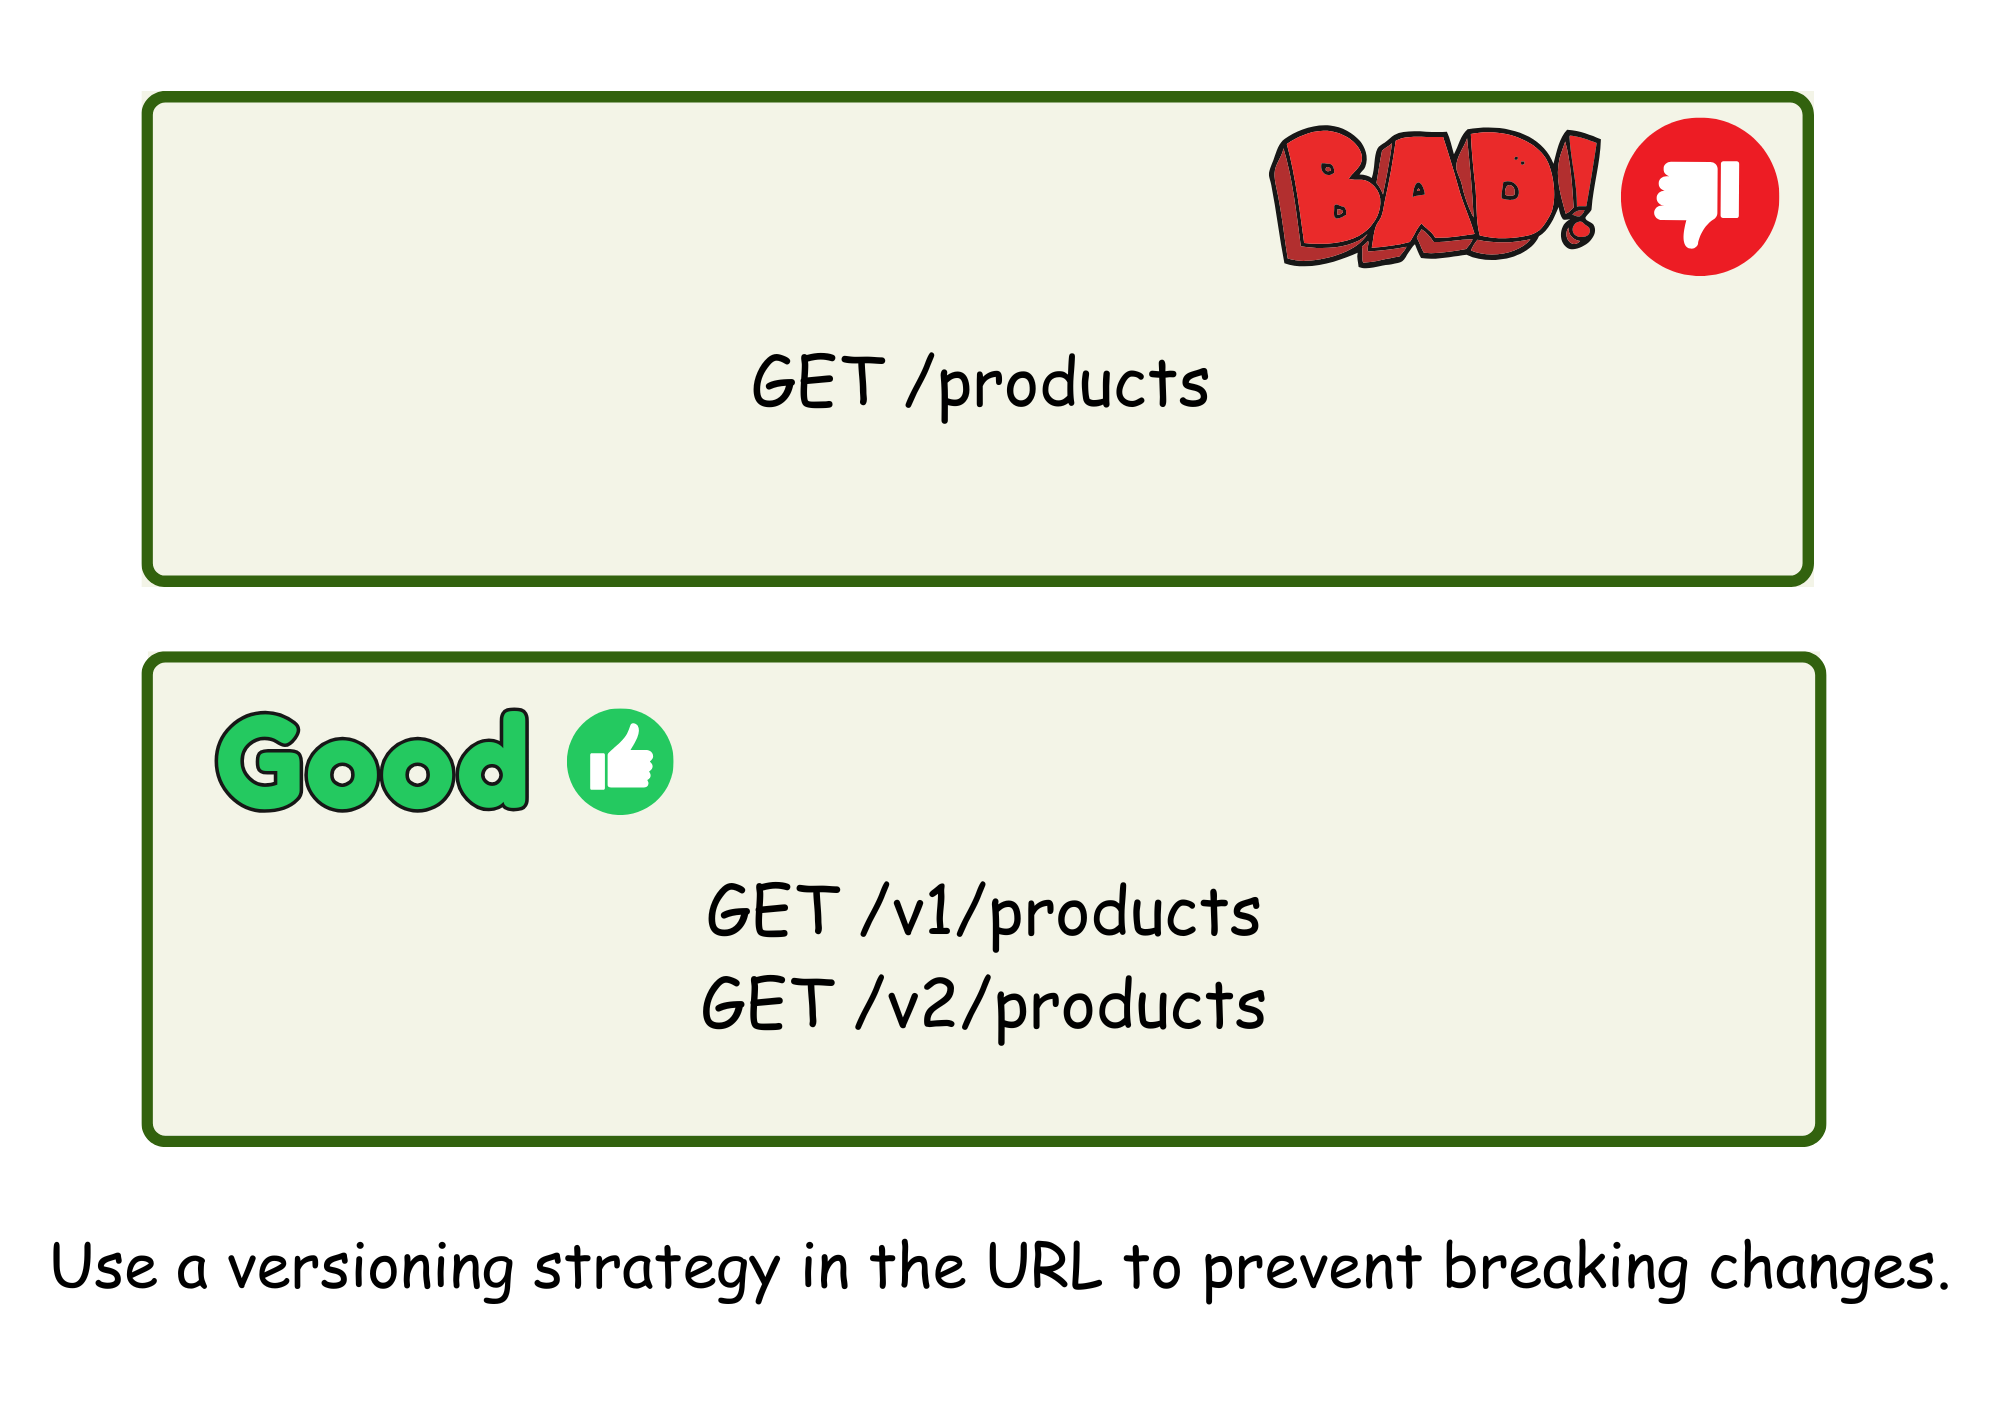 BAD!
GET /products
Good
GET /v1/products
GET /v2/products
Use a versioning strategy in the URL to prevent breaking changes.